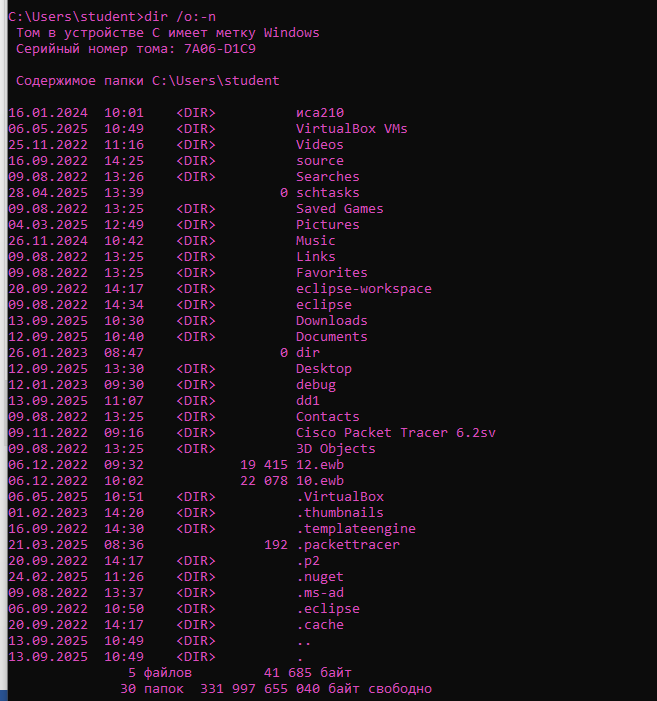 C:\Users\student>dir /o:-n
Том в устройстве C имеет метку Windows
Серийный номер тома: 7A06-D1C9
Содержимое папки C:\Users\student
16.01.2024  10:01    <DIR>          иса210
06.05.2025  10:49    <DIR>          VirtualBox VMs
25.11.2022  11:16    <DIR>          Videos
16.09.2022  14:25    <DIR>          source
09.08.2022  13:26    <DIR>          Searches
28.04.2025  13:39                 0 schtasks
09.08.2022  13:25    <DIR>          Saved Games
04.03.2025  12:49    <DIR>          Pictures
26.11.2024  10:42    <DIR>          Music
09.08.2022  13:25    <DIR>          Links
09.08.2022  13:25    <DIR>          Favorites
20.09.2022  14:17    <DIR>          eclipse-workspace
09.08.2022  14:34    <DIR>          eclipse
13.09.2025  10:30    <DIR>          Downloads
12.09.2025  10:40    <DIR>          Documents
26.01.2023  08:47                 0 dir
12.09.2025  13:30    <DIR>          Desktop
12.01.2023  09:30    <DIR>          debug
13.09.2025  11:07    <DIR>          dd1
09.08.2022  13:25    <DIR>          Contacts
09.11.2022  09:16    <DIR>          Cisco Packet Tracer 6.2sv
09.08.2022  13:25    <DIR>          3D Objects
06.12.2022  09:32            19 415 12.ewb
06.12.2022  10:02            22 078 10.ewb
06.05.2025  10:51    <DIR>          .VirtualBox
01.02.2023  14:20    <DIR>          .thumbnails
16.09.2022  14:30    <DIR>          .templateengine
21.03.2025  08:36               192 .packettracer
20.09.2022  14:17    <DIR>          .p2
24.02.2025  11:26    <DIR>          .nuget
09.08.2022  13:37    <DIR>          .ms-ad
06.09.2022  10:50    <DIR>          .eclipse
20.09.2022  14:17    <DIR>          .cache
13.09.2025  10:49    <DIR>          ..
13.09.2025  10:49    <DIR>          .
5 файлов         41 685 байт
30 папок  331 997 655 040 байт свободно